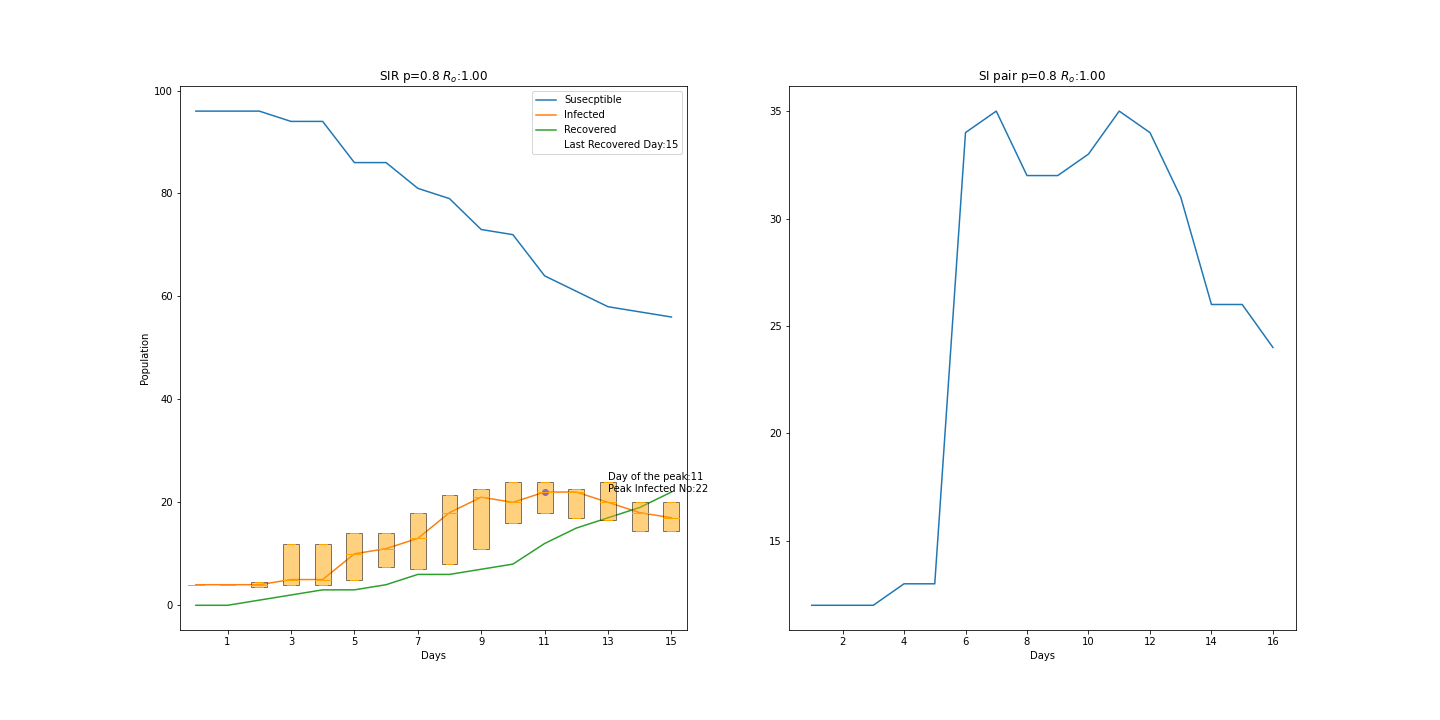 SIR p=0.8 Rₒ:1.00
100
80
60
40
20
0
Population
Susecptible
Infected
Recovered
Last Recovered Day:15
Day of the peak:11
Peak Infected No:22
1 3 5 7 9 11 13 15
Days
SI pair p=0.8 Rₒ:1.00
35
30
25
20
15
2 4 6 8 10 12 14 16
Days